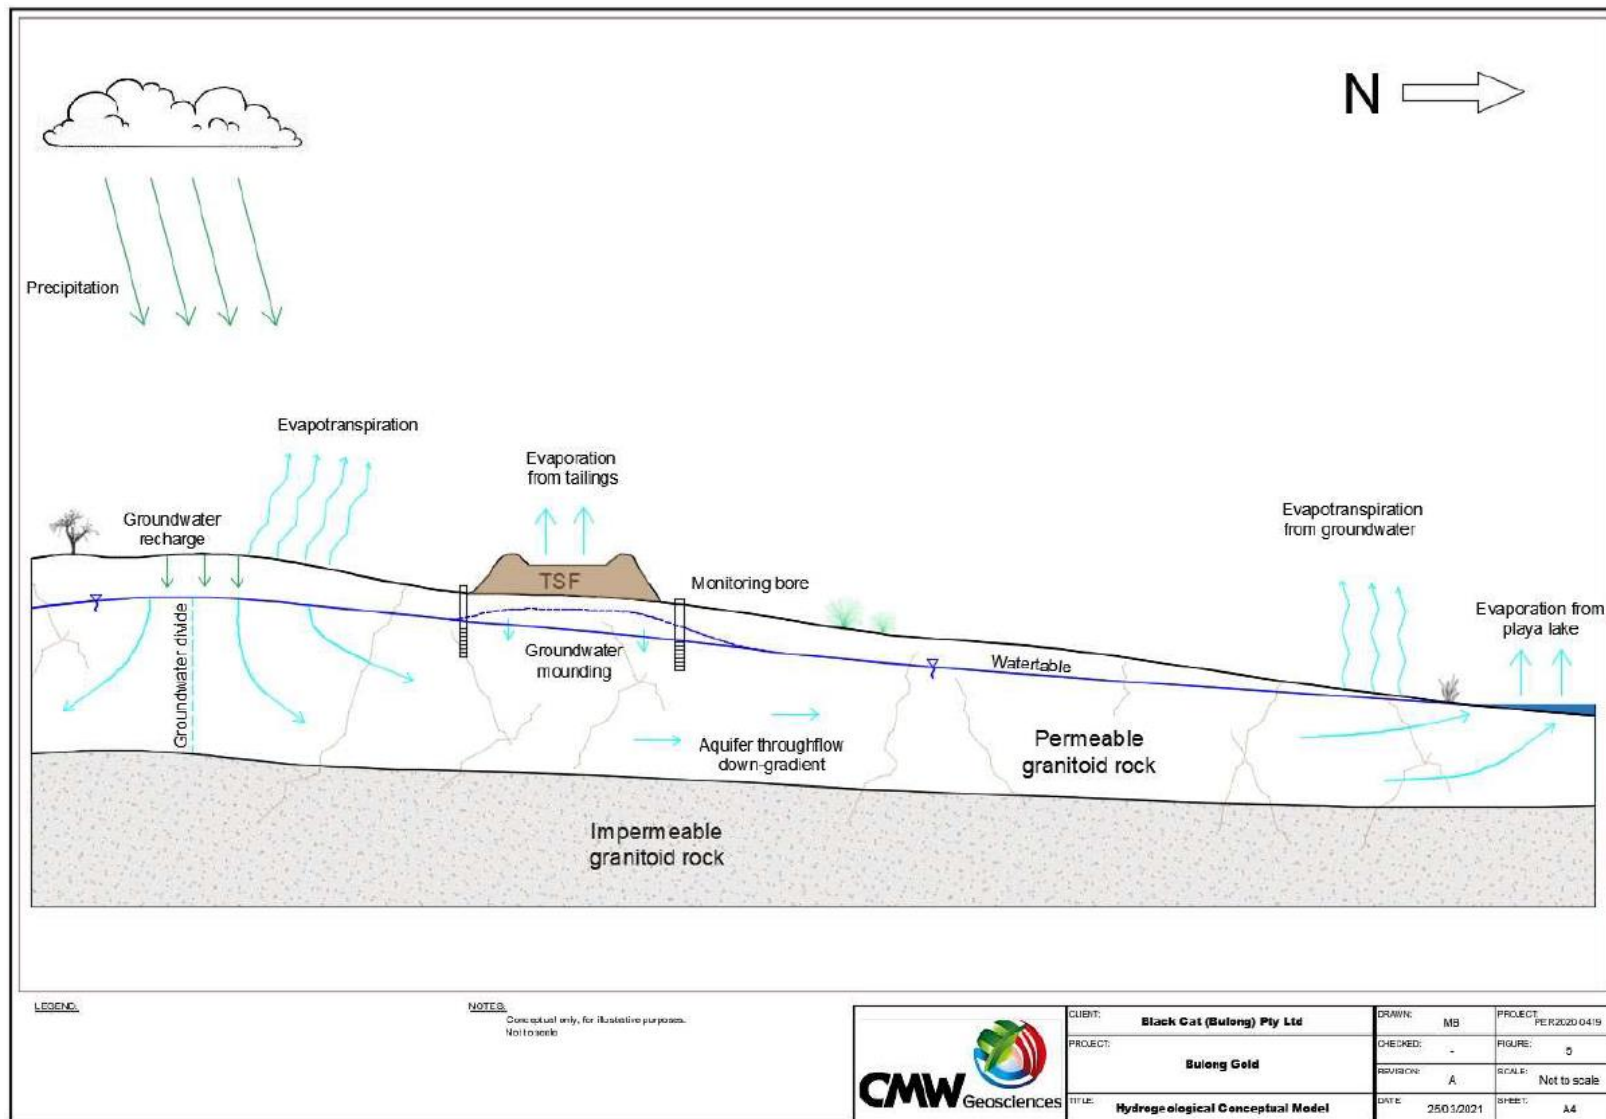 N
Precipitation
Evapotranspiration
Evaporation
from tailings
Evapotranspiration
from groundwater
Groundwater
recharge
TSF
Monitoring bore
Evaporation from
playa lake
Groundwater divide
Groundwater
mounding
Watertable
Aquifer throughflow
down-gradient
Permeable
granitoid rock
Impermeable
granitoid rock
LEGEND:
NOTES:
Conceptual only, for illustrative purposes.
Not to scale
CMW Geosciences
CLIENT:
Black Cat (Bulong) Pty Ltd
PROJECT:
Bulong Gold
TITLE:
Hydrogeological Conceptual Model
DRAWN:
MB
PROJECT:
PER2020-0419
CHECKED:
-
FIGURE:
REVISION:
A
SCALE:
Not to scale
DATE:
25/03/2021
SHEET:
A4